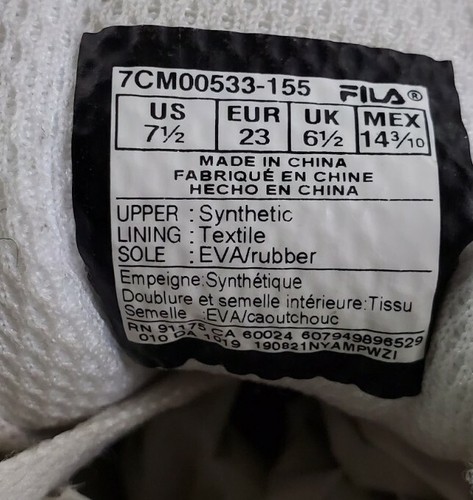 7CM00533-155 FILA®
US EUR UK MEX
7½ 23 6½ 14³⁄₁₀
MADE IN CHINA
FABRIQUÉ EN CHINE
HECHO EN CHINA
UPPER : Synthetic
LINING : Textile
SOLE : EVA/rubber
Empeigne:Synthétique
Doublure et semelle intérieure:Tissu
Semelle :EVA/caoutchouc
RN 91175 CA 60024 607949896529
010 DA 1019 190821NYAMPWZI